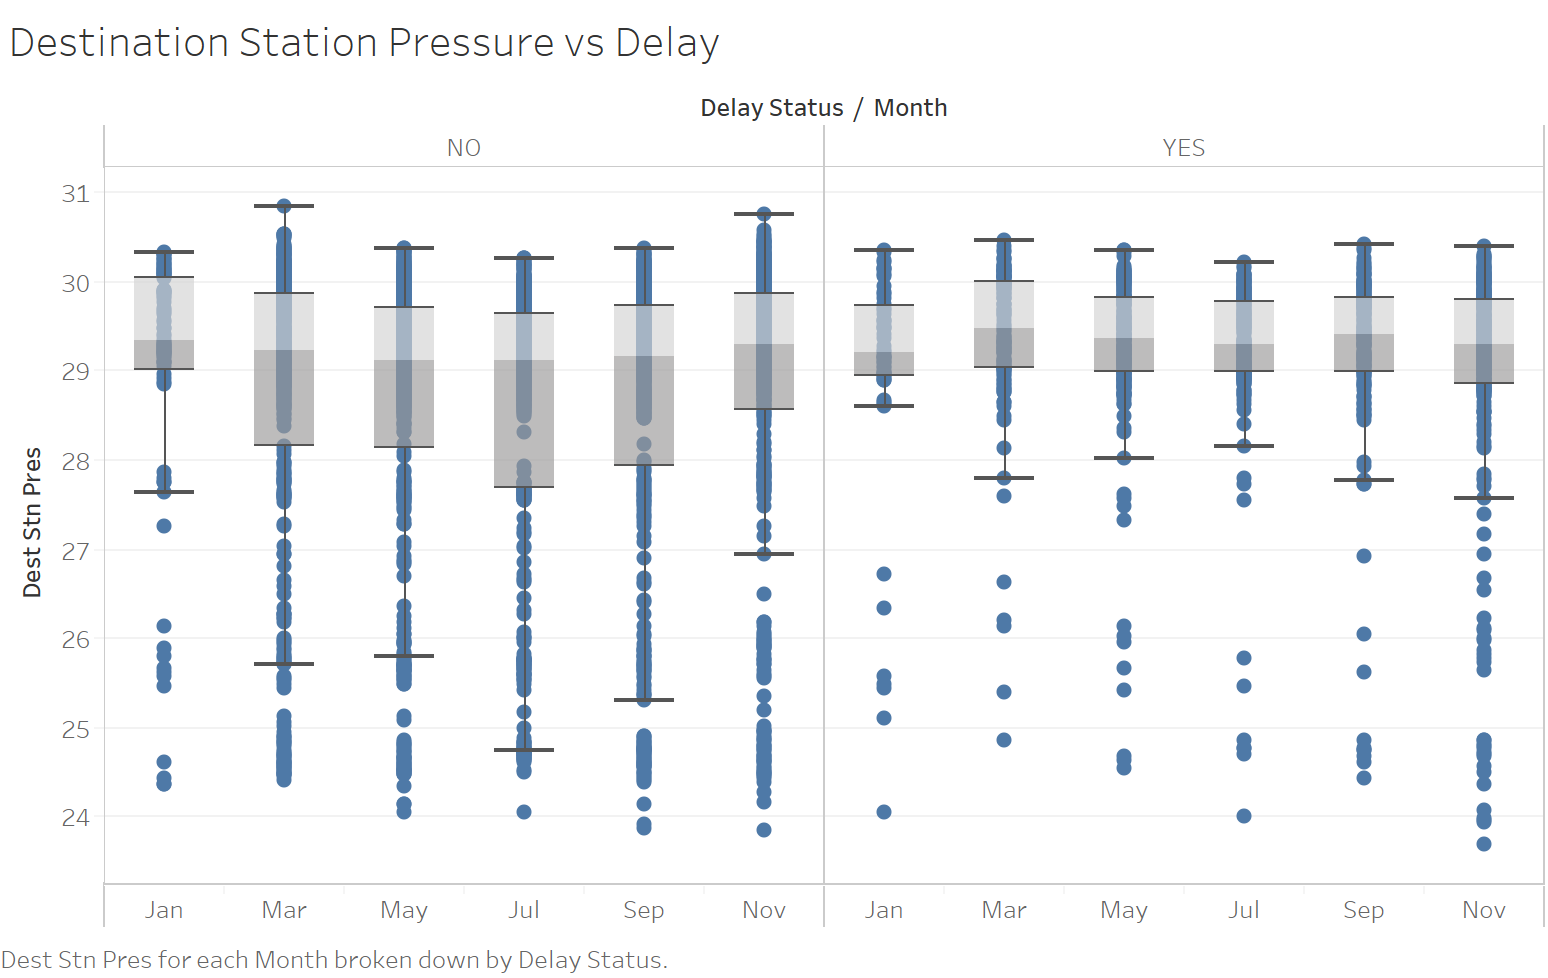 Destination Station Pressure vs Delay
Delay Status / Month
NO YES
31
30
29
28
27
26
25
24
Dest Stn Pres
Jan Mar May Jul Sep Nov Jan Mar May Jul Sep Nov
Dest Stn Pres for each Month broken down by Delay Status.